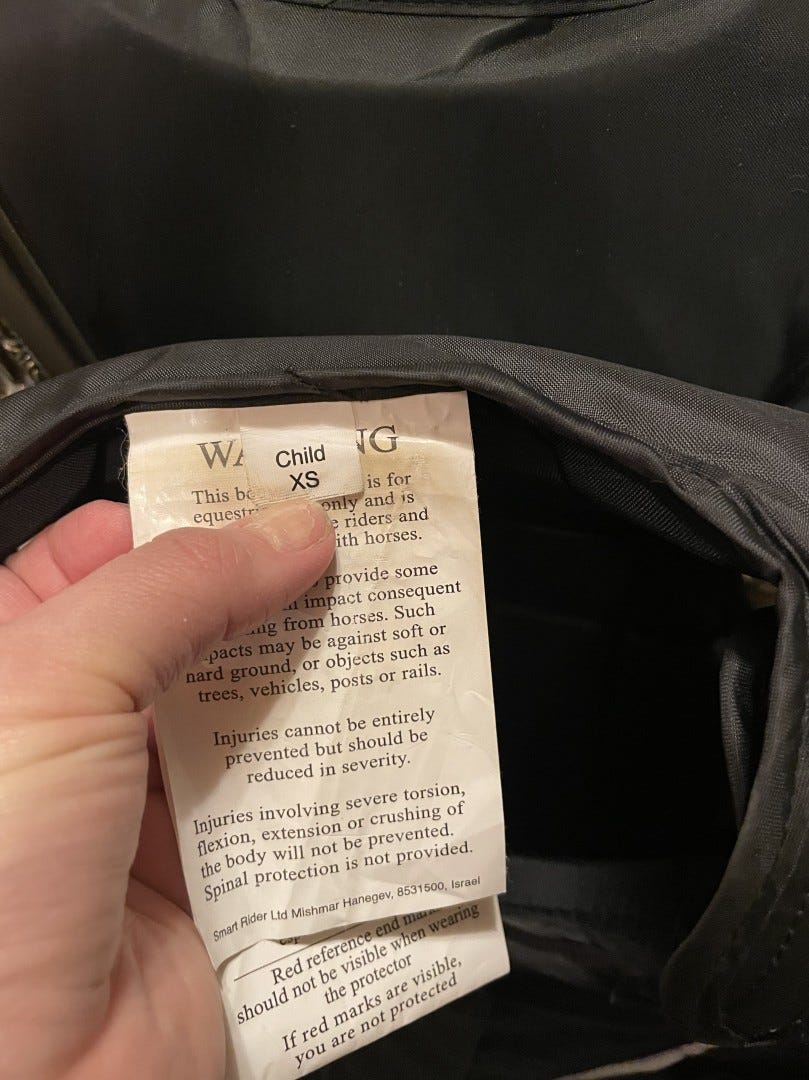 Child
XS
This is for
only and is
riders and
with horses.
provide some
impact consequent
from horses. Such
may be against soft or
hard ground, or objects such as
trees, vehicles, posts or rails.
Injuries cannot be entirely
prevented but should be
reduced in severity.
Injuries involving severe torsion,
flexion, extension or crushing of
the body will not be prevented.
Spinal protection is not provided.
Smart Rider Ltd Mishmar Hanegev, 8531500, Israel
Red reference end
should not be visible when wearing
the protector
If red marks are visible,
you are not protected